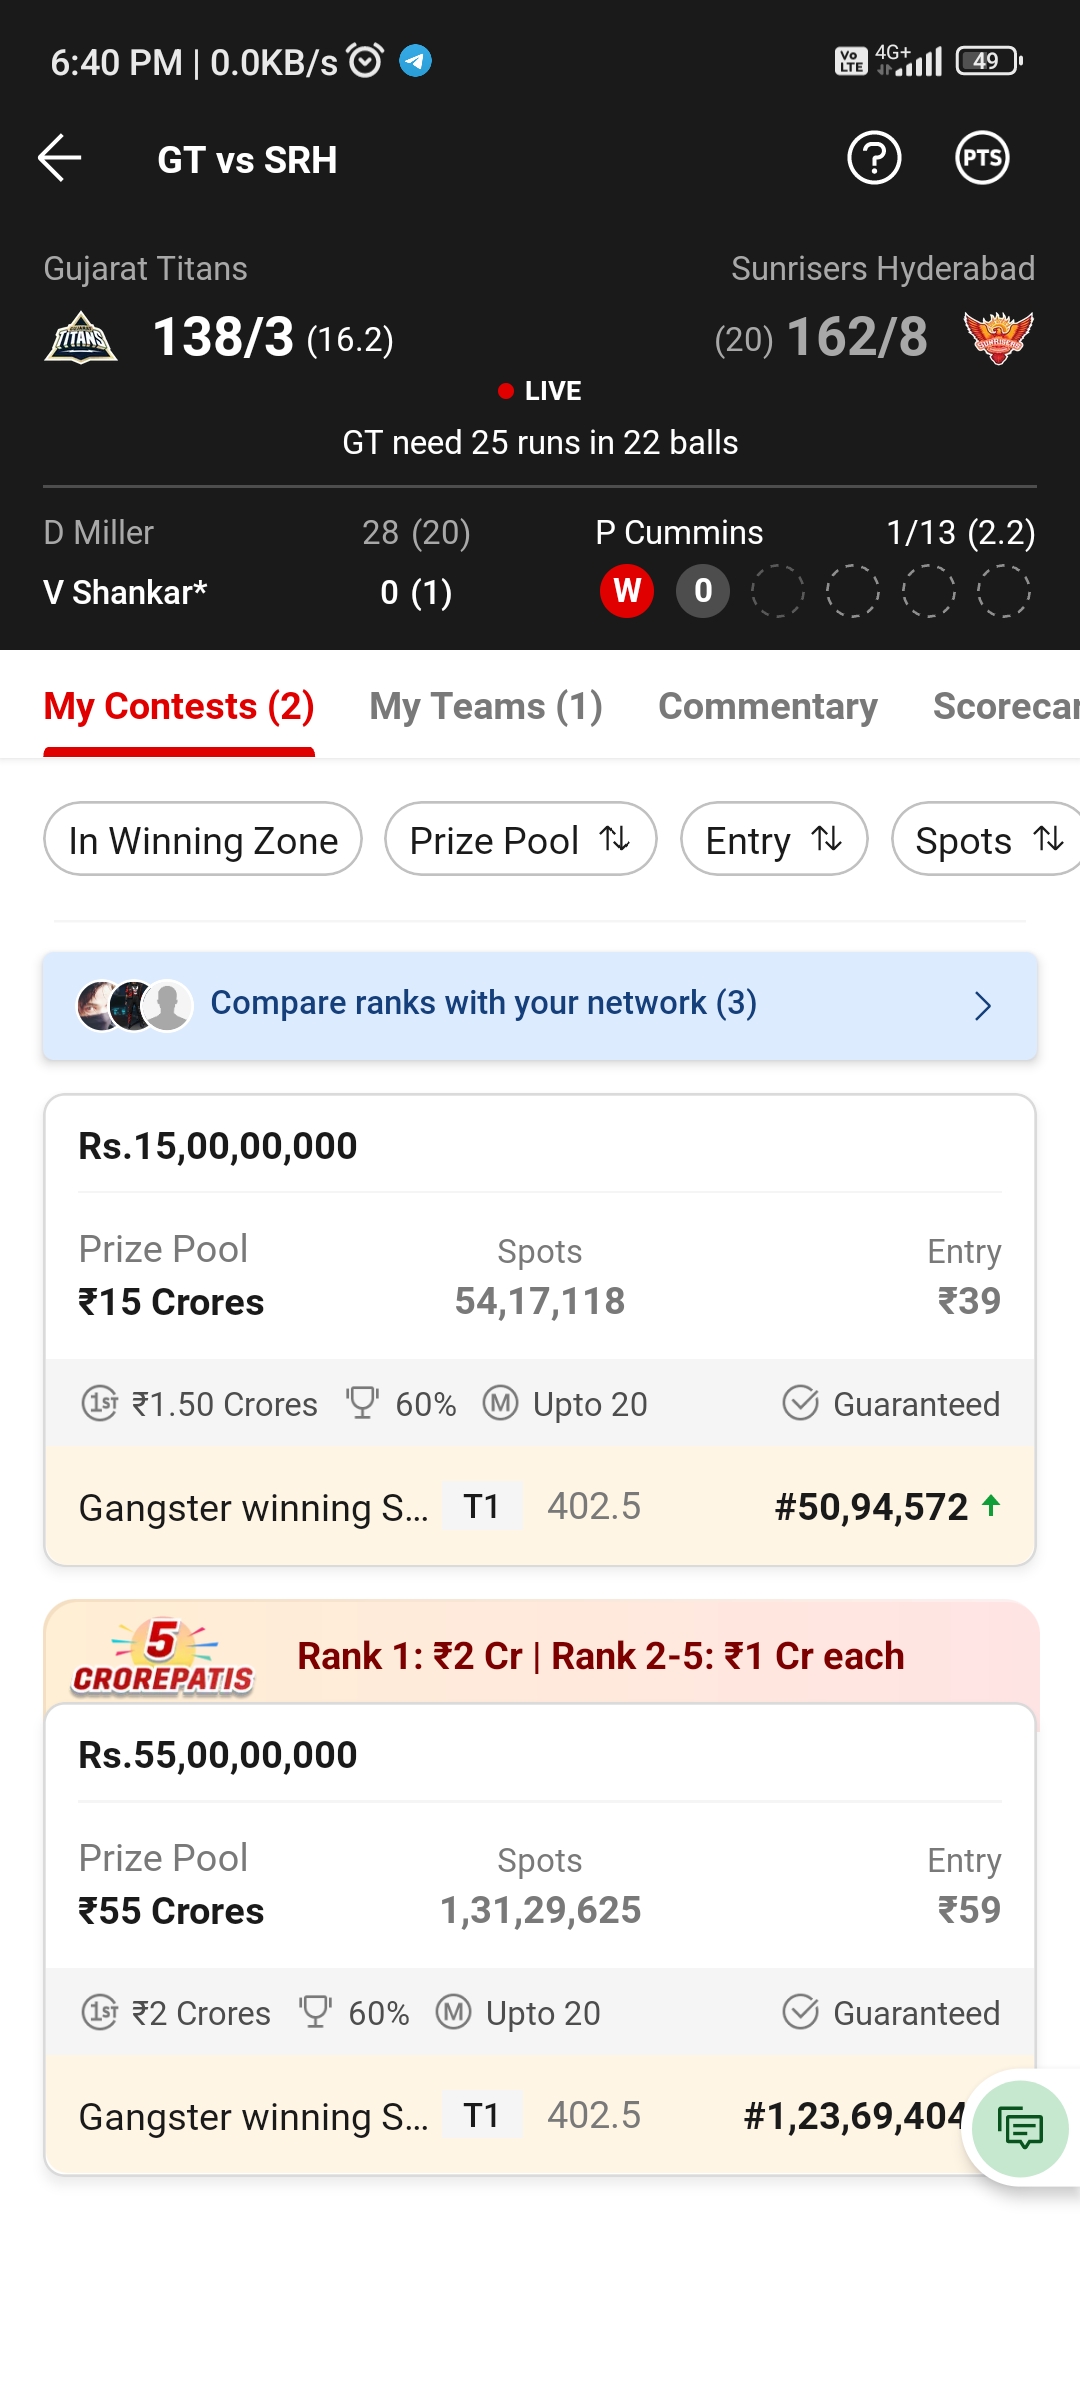 6:40 PM | 0.0KB/s Vo LTE 4G+ 49
GT vs SRH ? PTS
Gujarat Titans Sunrisers Hyderabad
TITANS 138/3 (16.2) (20) 162/8 SUNRISERS
LIVE
GT need 25 runs in 22 balls
D Miller 28 (20) P Cummins 1/13 (2.2)
V Shankar* 0 (1) W 0
My Contests (2) My Teams (1) Commentary Scorecar
In Winning Zone Prize Pool Entry Spots
Compare ranks with your network (3)
Rs.15,00,00,000
Prize Pool Spots Entry
₹15 Crores 54,17,118 ₹39
1ST ₹1.50 Crores 60% M Upto 20 Guaranteed
Gangster winning S... T1 402.5 #50,94,572
5 CROREPATIS Rank 1: ₹2 Cr | Rank 2-5: ₹1 Cr each
Rs.55,00,00,000
Prize Pool Spots Entry
₹55 Crores 1,31,29,625 ₹59
1ST ₹2 Crores 60% M Upto 20 Guaranteed
Gangster winning S... T1 402.5 #1,23,69,404